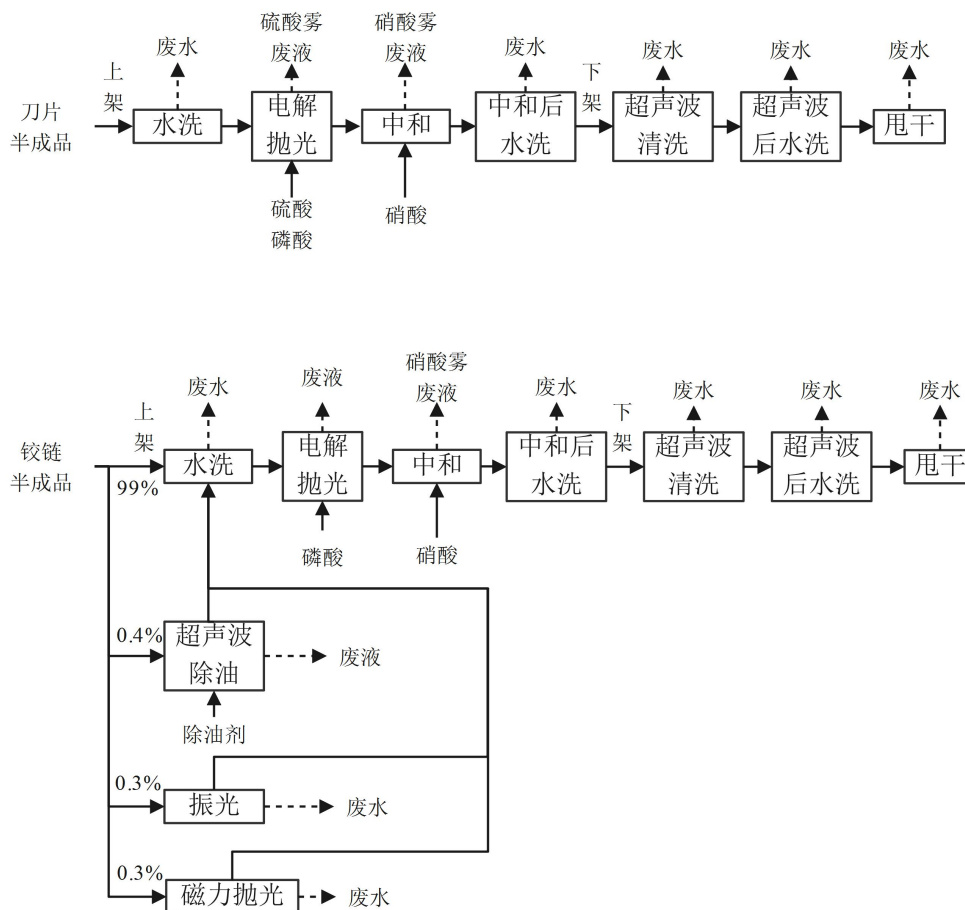 硫酸雾
硝酸雾
废水
废液
废液
废水
废水
废水
废水
上
架
下
架
刀片
半成品
水洗
电解
抛光
中和
中和后
水洗
超声波
清洗
超声波
后水洗
甩干
硫酸
磷酸
硝酸
硝酸雾
废水
废液
废液
废水
废水
废水
废水
上
架
下
架
铰链
半成品
99%
水洗
电解
抛光
中和
中和后
水洗
超声波
清洗
超声波
后水洗
甩干
磷酸
硝酸
0.4%
超声波
除油
废液
除油剂
0.3%
振光
废水
0.3%
磁力抛光
废水